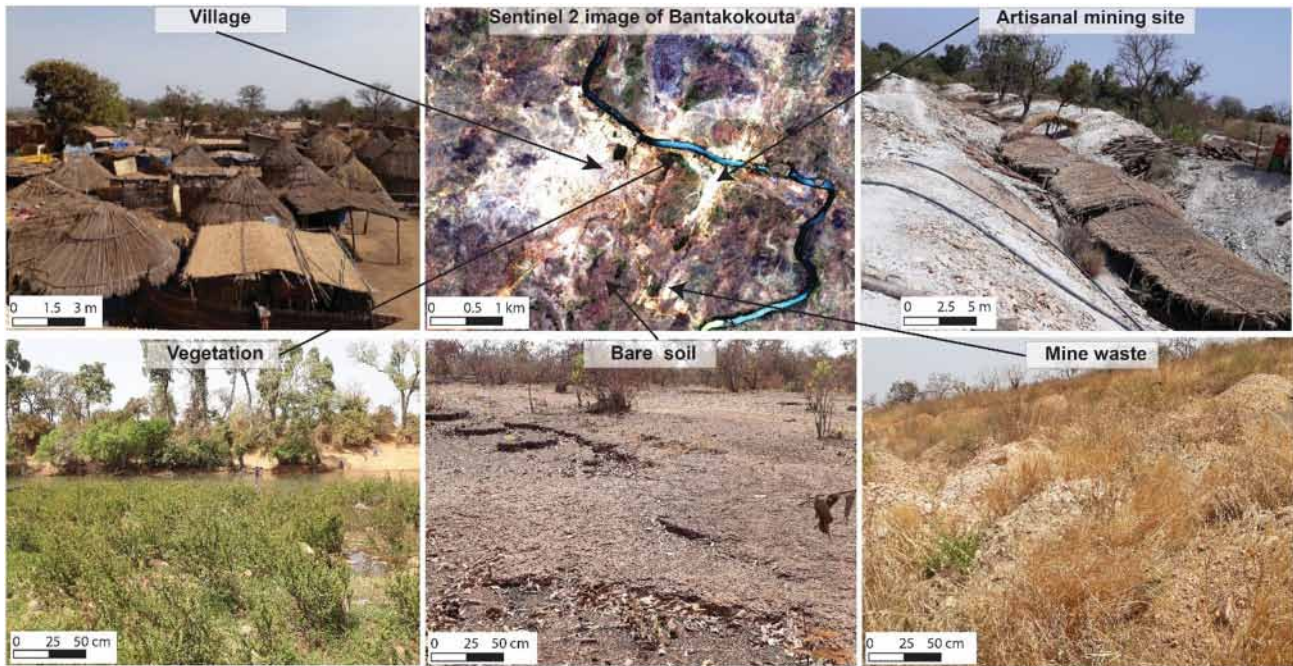 Village
Sentinel 2 image of Bantakokouta
Artisanal mining site
0 1.5 3 m
0 0.5 1 km
0 2.5 5 m
Vegetation
Bare soil
Mine waste
0 25 50 cm
0 25 50 cm
0 25 50 cm